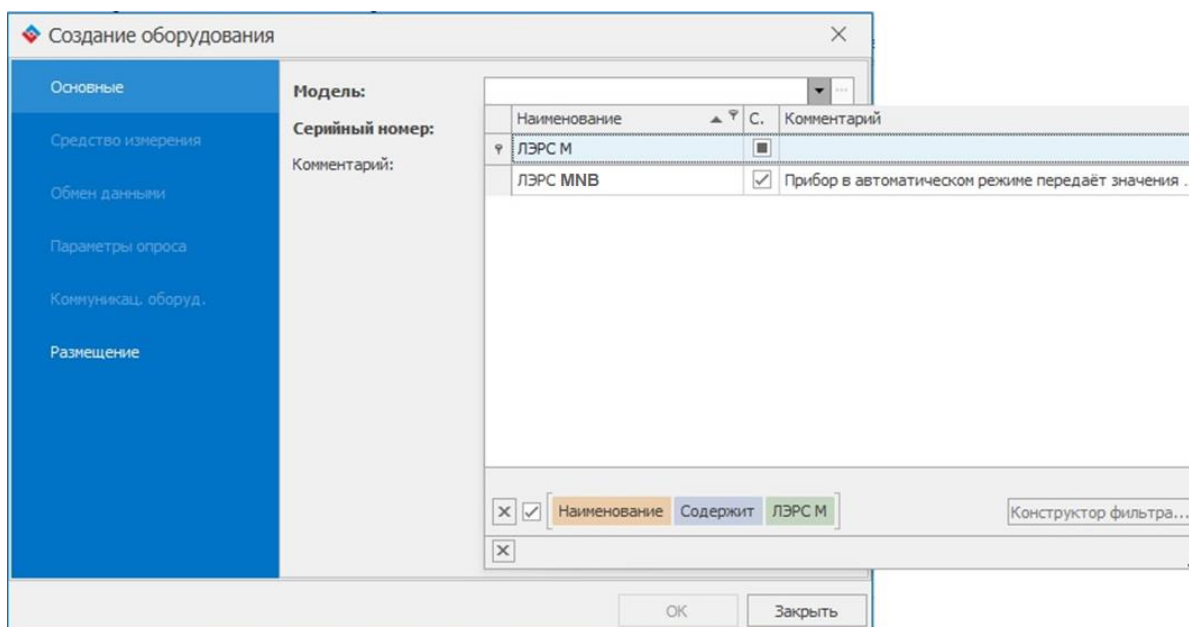 Создание оборудования
Основные
Средство измерения
Обмен данными
Параметры опроса
Коммуникац. оборуд.
Размещение
Модель:
Серийный номер:
Комментарий:
Наименование С. Комментарий
ЛЭРС М
ЛЭРС MNB Прибор в автоматическом режиме передаёт значения ..
Наименование Содержит ЛЭРС М
Конструктор фильтра...
ОК Закрыть